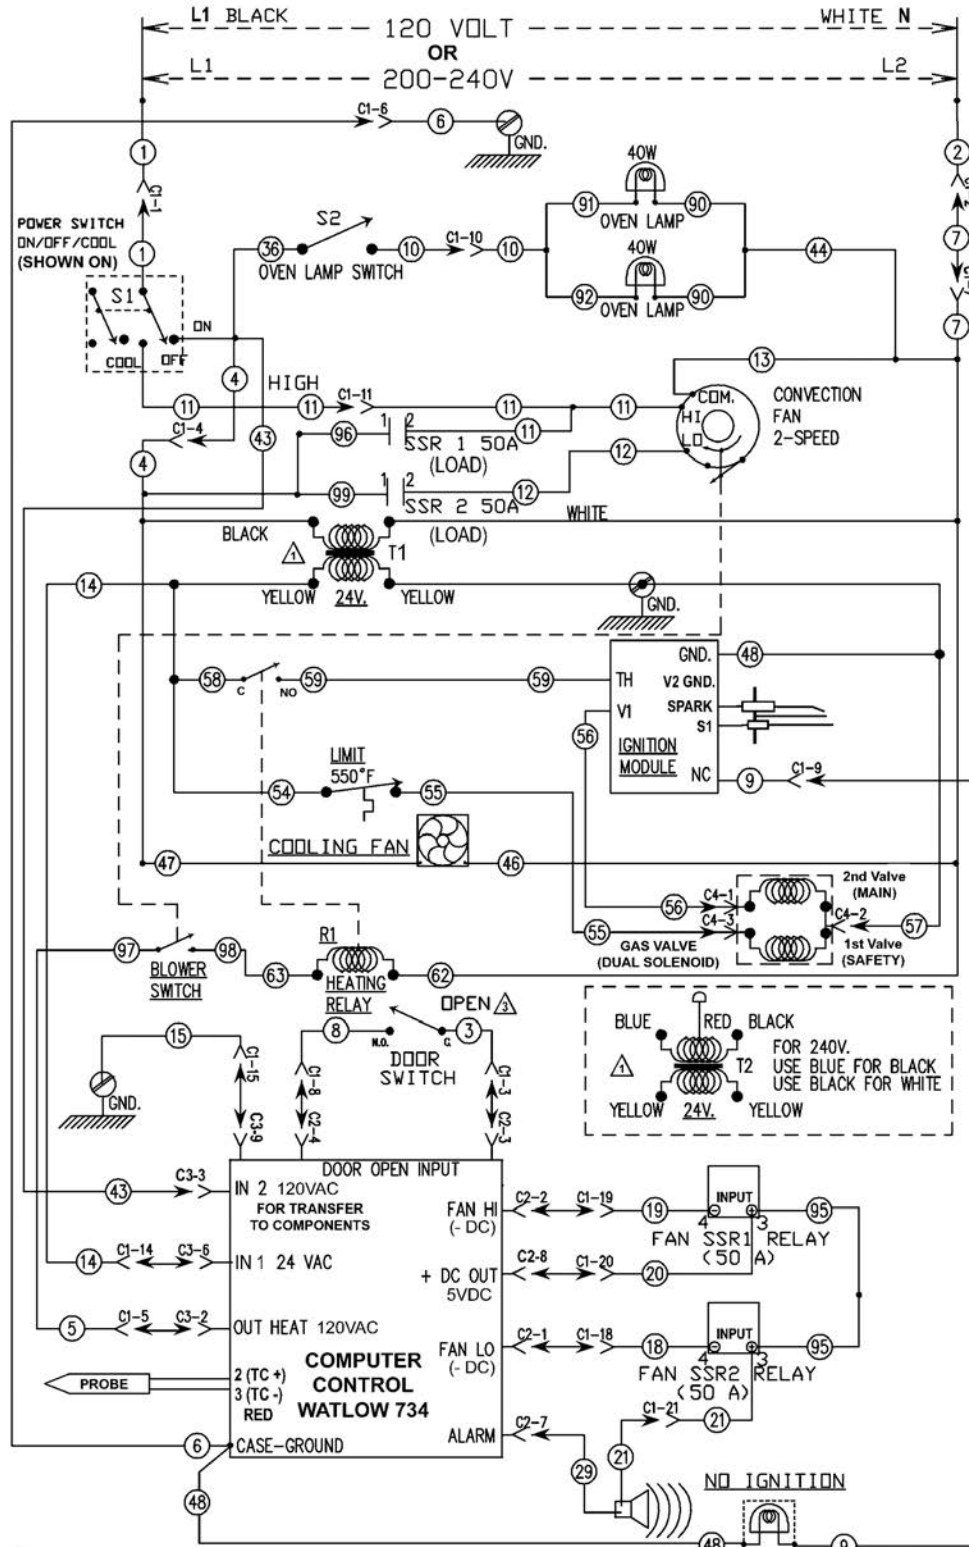 L1 BLACK
WHITE N
120 VOLT
OR
L1
L2
200-240V
C1-6
6
GND.
1
2
C1-1
POWER SWITCH
ON/OFF/COOL
(SHOWN ON)
1
7
7
S1
ON
COOL
OFF
S2
36
10
C1-10
10
OVEN LAMP SWITCH
40W
91
90
OVEN LAMP
40W
92
90
OVEN LAMP
44
13
4
HIGH
11
11
C1-11
11
11
C1-4
43
4
96
1
2
11
SSR 1 50A
(LOAD)
COM.
HI
LO
CONVECTION
FAN
2-SPEED
12
99
1
2
12
SSR 2 50A
(LOAD)
BLACK
WHITE
1
T1
14
YELLOW
24V.
YELLOW
GND.
58
C
NO
59
59
GND.
48
TH
V2 GND.
V1
SPARK
S1
56
IGNITION
MODULE
NC
9
C1-9
LIMIT
550°F
54
55
COOLING FAN
47
46
2nd Valve
(MAIN)
56
C4-1
55
C4-3
C4-2
57
GAS VALVE
(DUAL SOLENOID)
1st Valve
(SAFETY)
97
98
BLOWER
SWITCH
63
R1
62
HEATING
RELAY
OPEN 3
8
N.O.
C.
3
DOOR
SWITCH
15
GND.
C1-15
C3-9
C1-8
C2-4
C1-3
C2-3
BLUE
RED
BLACK
1
T2
FOR 240V.
USE BLUE FOR BLACK
USE BLACK FOR WHITE
YELLOW
24V.
YELLOW
DOOR OPEN INPUT
43
C3-3
IN 2 120VAC
FOR TRANSFER
TO COMPONENTS
14
C1-14
C3-6
IN 1 24 VAC
5
C1-5
C3-2
OUT HEAT 120VAC
PROBE
2 (TC +)
3 (TC -)
RED
COMPUTER
CONTROL
WATLOW 734
6
CASE-GROUND
48
FAN HI
(- DC)
C2-2
C1-19
19
INPUT
4
3
95
FAN SSR1 RELAY
(50 A)
+ DC OUT
5VDC
C2-8
C1-20
20
FAN LO
(- DC)
C2-1
C1-18
18
INPUT
4
3
95
FAN SSR2 RELAY
(50 A)
C1-21
21
ALARM
C2-7
29
21
NO IGNITION
48
9